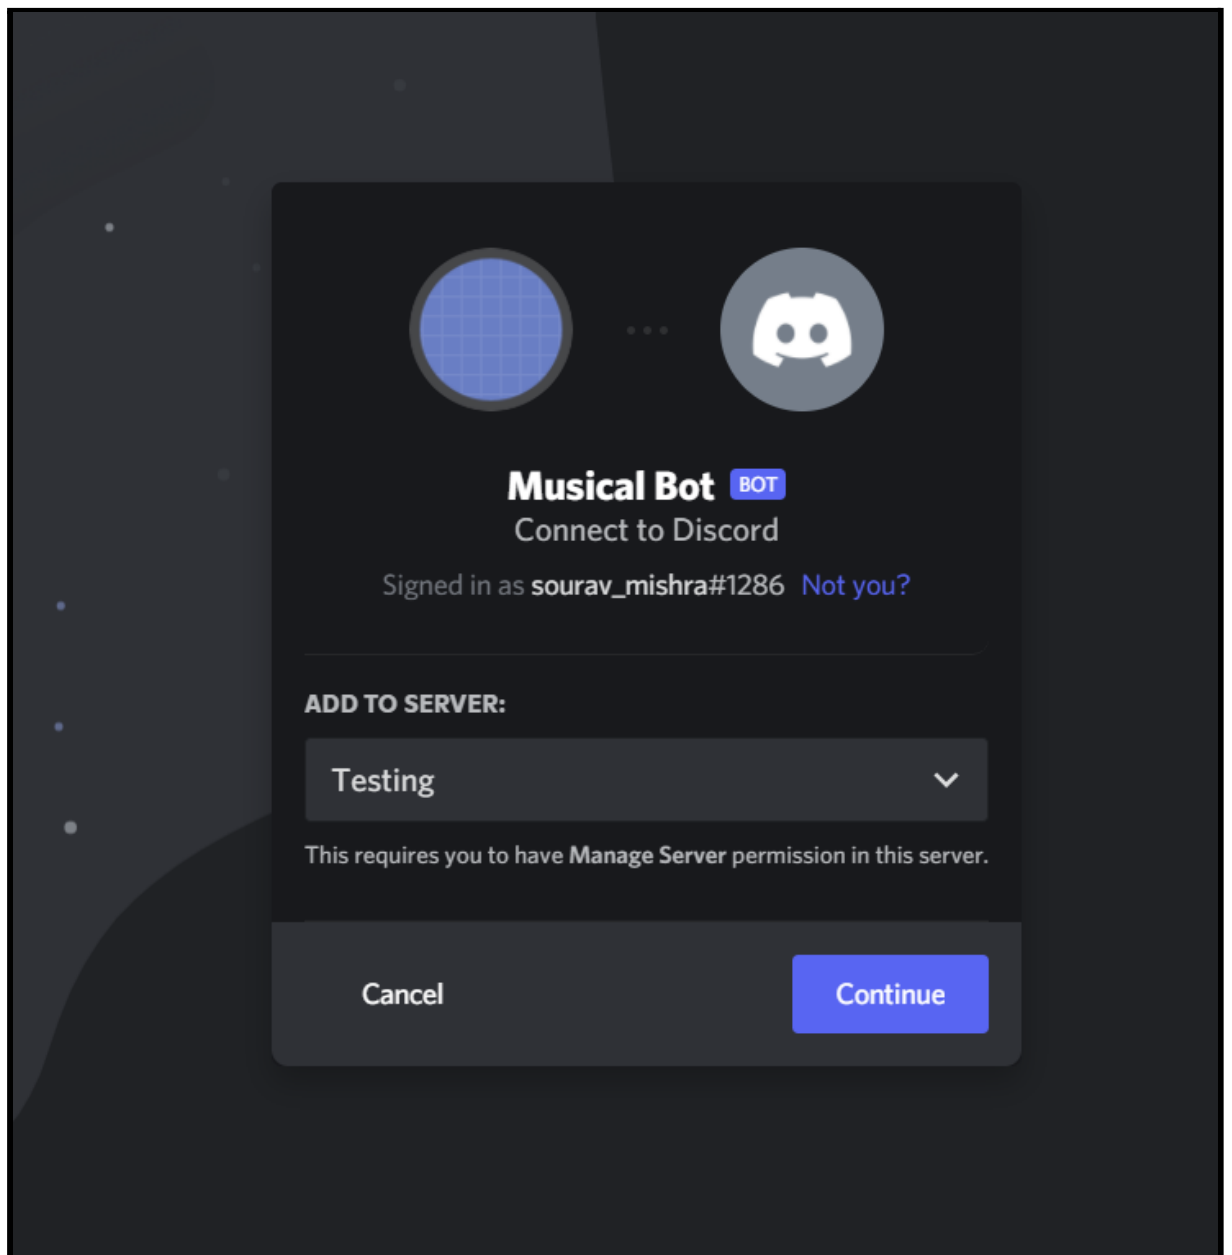 Musical Bot BOT
Connect to Discord
Signed in as sourav_mishra#1286 Not you?
ADD TO SERVER:
Testing
This requires you to have Manage Server permission in this server.
Cancel Continue